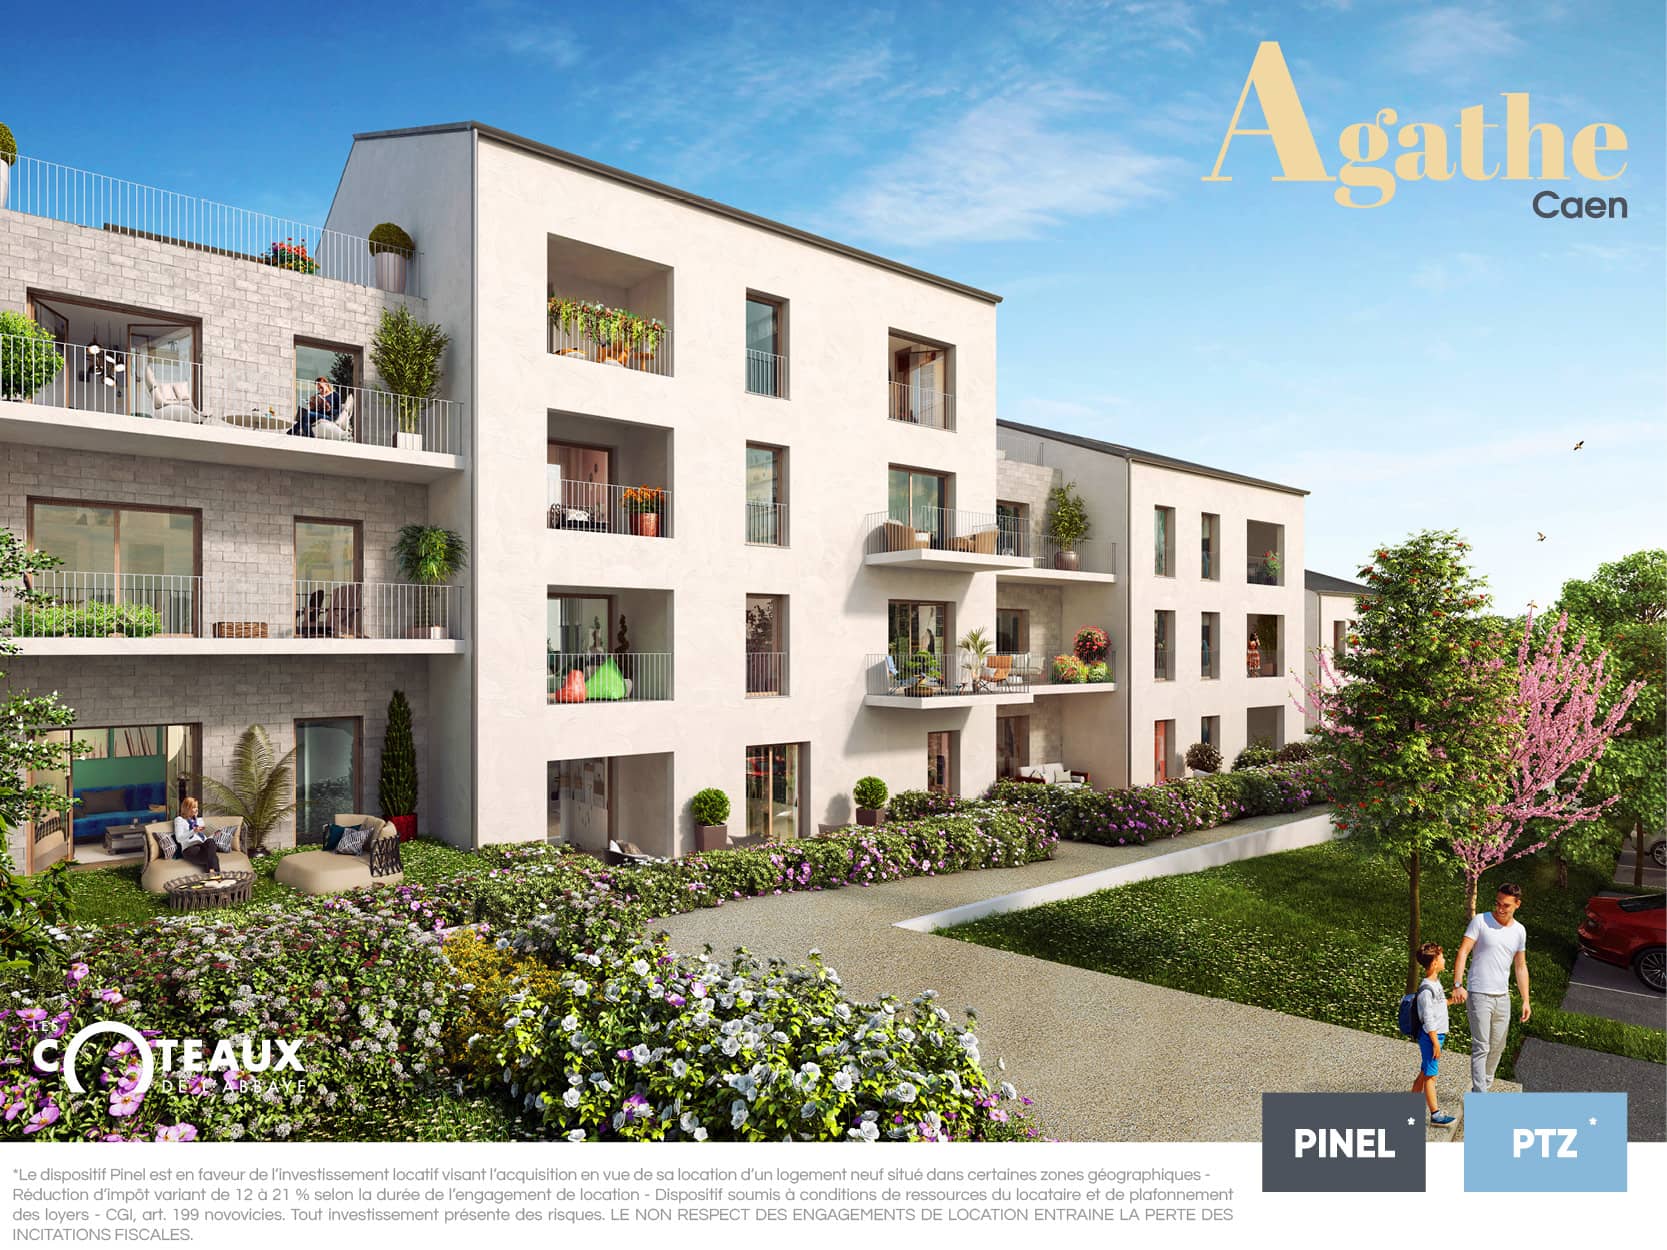 Agathe
Caen
LES
COTEAUX
DE L'ABBAYE
PINEL*
PTZ*
*Le dispositif Pinel est en faveur de l'investissement locatif visant l'acquisition en vue de sa location d'un logement neuf situé dans certaines zones géographiques -
Réduction d'impôt variant de 12 à 21 % selon la durée de l'engagement de location - Dispositif soumis à conditions de ressources du locataire et de plafonnement
des loyers - CGI, art. 199 novovicies. Tout investissement présente des risques. LE NON RESPECT DES ENGAGEMENTS DE LOCATION ENTRAINE LA PERTE DES
INCITATIONS FISCALES.